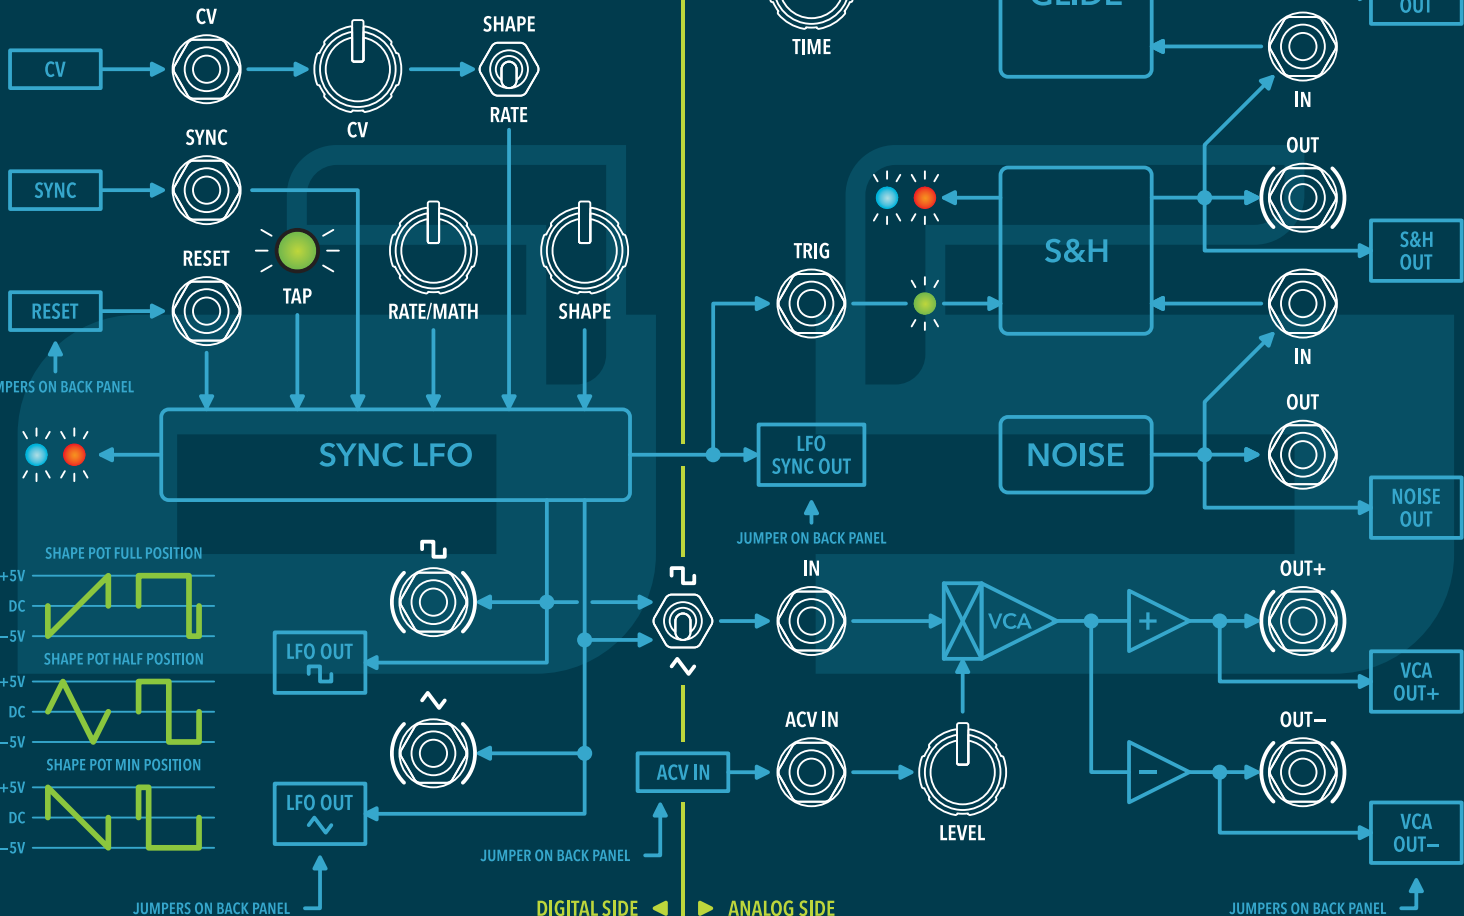 CV
CV
CV
SHAPE
RATE
SYNC
SYNC
RESET
RESET
TAP
RATE/MATH
SHAPE
ON BACK PANEL
SYNC LFO
SHAPE POT FULL POSITION
+5V
DC
−5V
SHAPE POT HALF POSITION
+5V
DC
−5V
SHAPE POT MIN POSITION
+5V
DC
−5V
LFO OUT
LFO OUT
JUMPERS ON BACK PANEL
ACV IN
JUMPER ON BACK PANEL
DIGITAL SIDE
ANALOG SIDE
TIME
GLIDE
OUT
IN
OUT
S&H
S&H
OUT
TRIG
IN
LFO
SYNC OUT
JUMPER ON BACK PANEL
NOISE
OUT
NOISE
OUT
IN
VCA
+
OUT+
VCA
OUT+
ACV IN
LEVEL
−
OUT−
VCA
OUT−
JUMPERS ON BACK PANEL